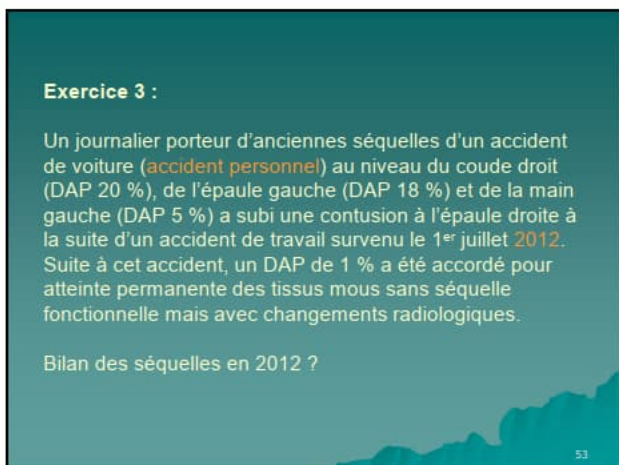 Exercice 3 :
Un journalier porteur d'anciennes séquelles d'un accident
de voiture (accident personnel) au niveau du coude droit
(DAP 20 %), de l'épaule gauche (DAP 18 %) et de la main
gauche (DAP 5 %) a subi une contusion à l'épaule droite à
la suite d'un accident de travail survenu le 1er juillet 2012.
Suite à cet accident, un DAP de 1 % a été accordé pour
atteinte permanente des tissus mous sans séquelle
fonctionnelle mais avec changements radiologiques.
Bilan des séquelles en 2012 ?
53